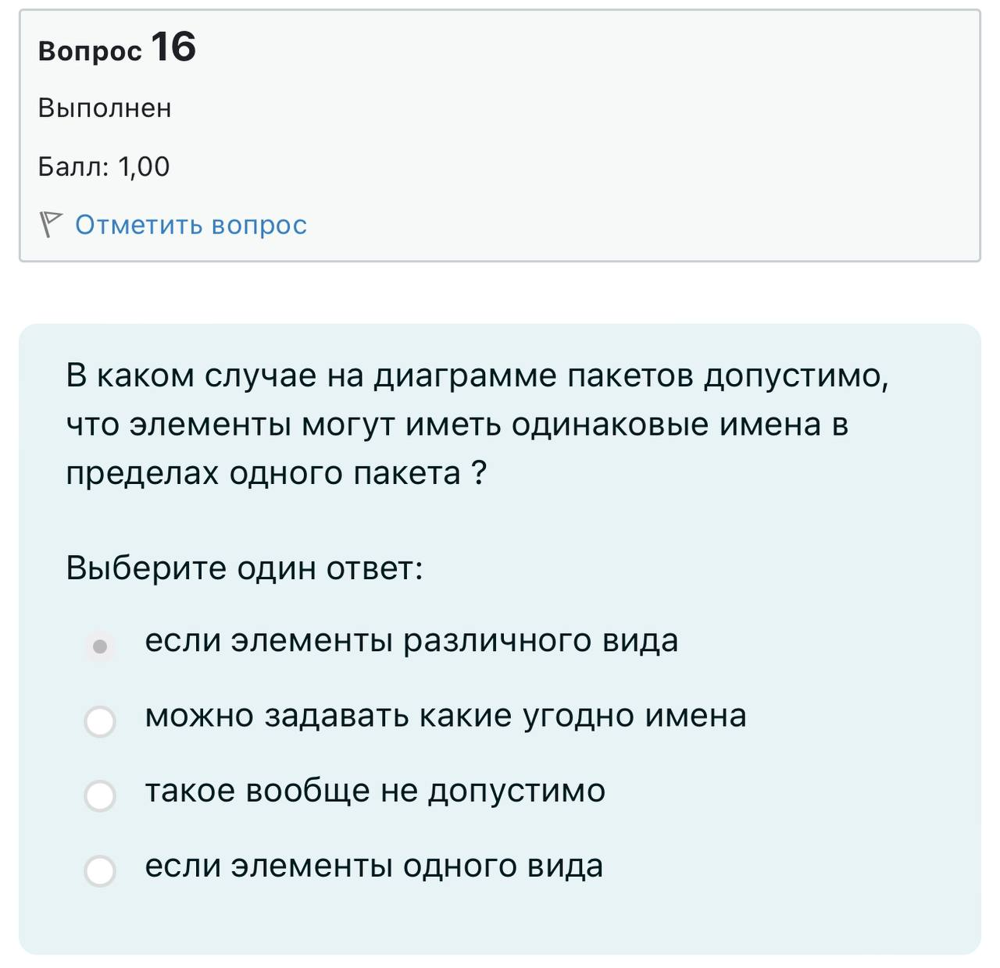 Вопрос 16
Выполнен
Балл: 1,00
Отметить вопрос
В каком случае на диаграмме пакетов допустимо,
что элементы могут иметь одинаковые имена в
пределах одного пакета ?
Выберите один ответ:
если элементы различного вида
можно задавать какие угодно имена
такое вообще не допустимо
если элементы одного вида